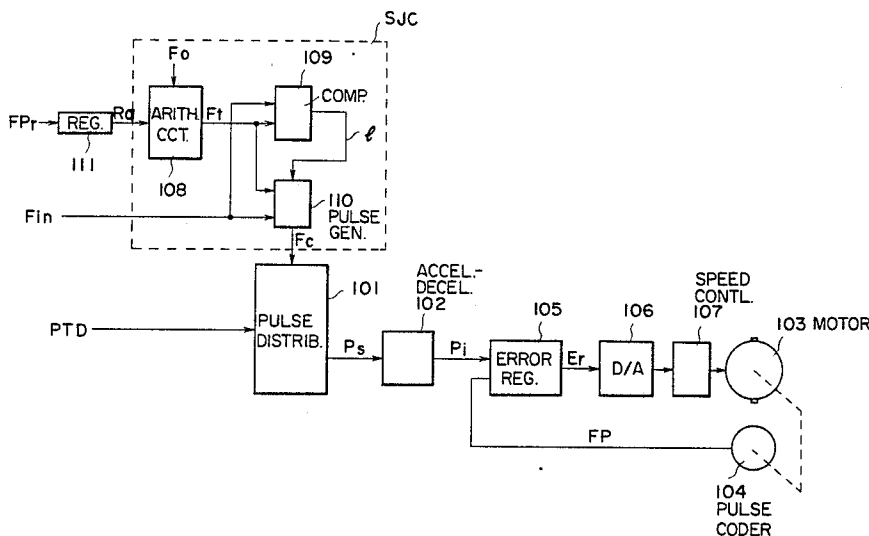 SJC
Fo
109
COMP.
FPr
REG.
Ra
ARITH.
CCT.
Ft
ℓ
111
108
110
PULSE
GEN.
Fin
Fc
101
ACCEL.-
DECEL.
102
SPEED
CONTL.
107
103 MOTOR
105
106
PTD
PULSE
DISTRIB.
Ps
Pi
ERROR
REG.
Er
D/A
FP
104
PULSE
CODER